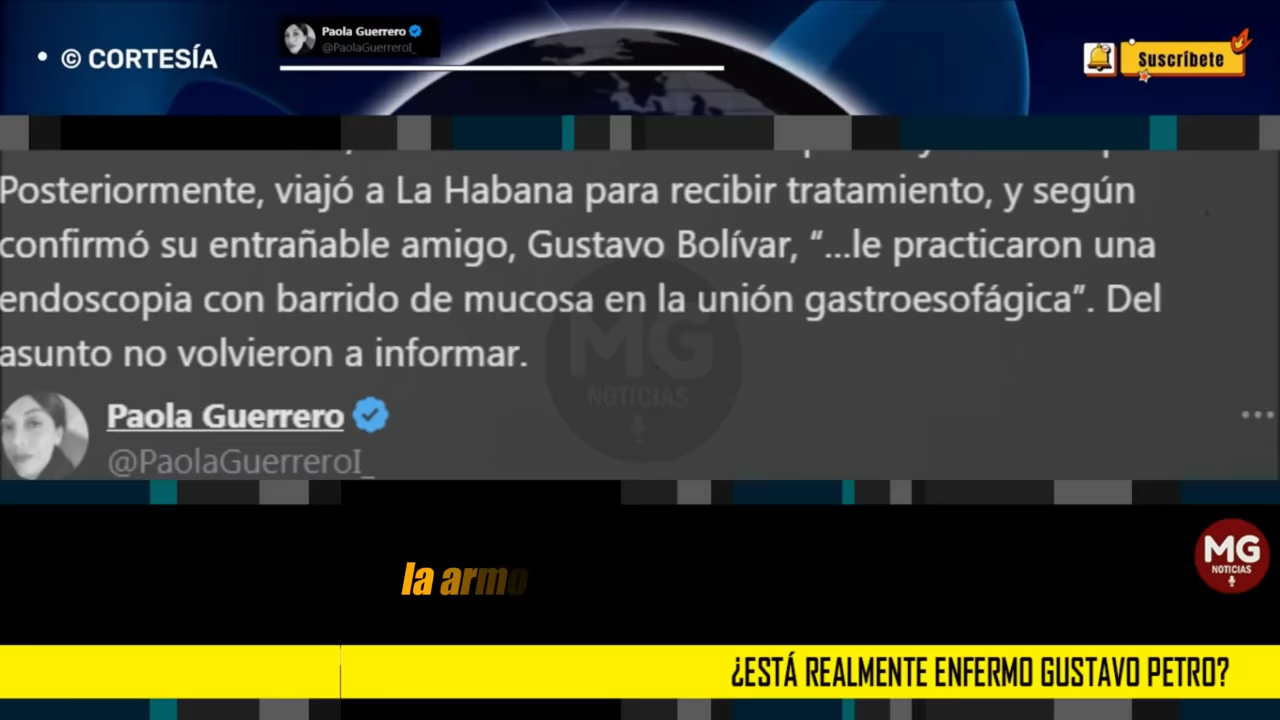 • © CORTESÍA
Paola Guerrero
@PaolaGuerreroI_
Suscríbete
Posteriormente, viajó a La Habana para recibir tratamiento, y según
confirmó su entrañable amigo, Gustavo Bolívar, “...le practicaron una
endoscopia con barrido de mucosa en la unión gastroesofágica”. Del
asunto no volvieron a informar.
MG
NOTICIAS
Paola Guerrero
@PaolaGuerreroI_
MG
NOTICIAS
la armo
¿ESTÁ REALMENTE ENFERMO GUSTAVO PETRO?